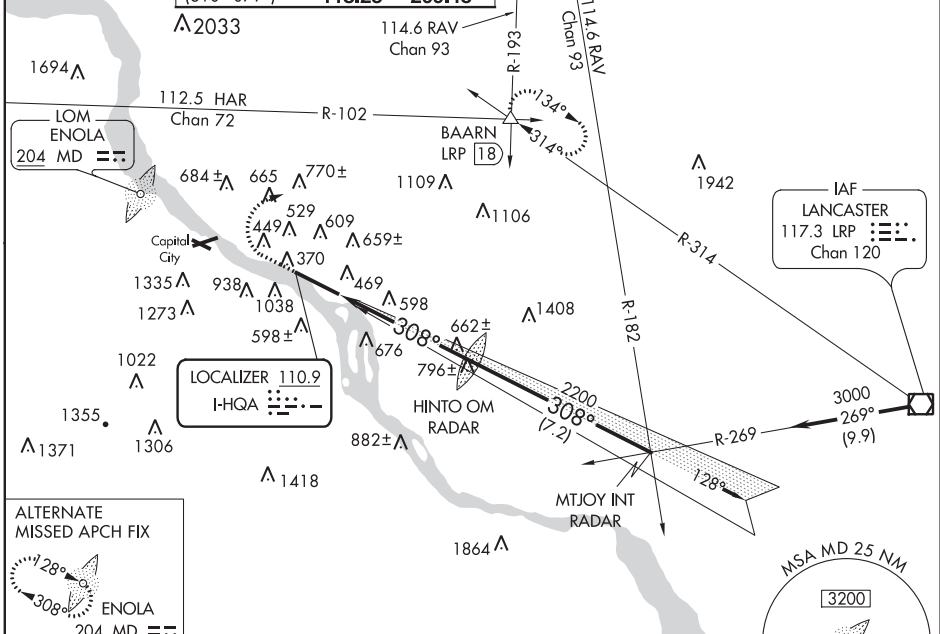 2033
114.6 RAV
Chan 93
R-193
114.6 RAV
Chan 93
1694
112.5 HAR
Chan 72
R-102
LOM
ENOLA
204 MD
BAARN
LRP 18
134°
314°
684 ±
665
770 ±
1109
1942
529
609
1106
449
659 ±
Capital
City
370
IAF
LANCASTER
117.3 LRP
Chan 120
R-314
1335
938
1038
469
598
1273
1408
R-182
598 ±
308°
662 ±
676
796 ±
1022
LOCALIZER 110.9
I-HQA
HINTO OM
RADAR
2200
308°
(7.2)
3000
269°
(9.9)
R-269
1355
1371
1306
882 ±
1418
128°
MTJOY INT
RADAR
1864
ALTERNATE
MISSED APCH FIX
128°
308°
ENOLA
204 MD
MSA MD 25 NM
3200